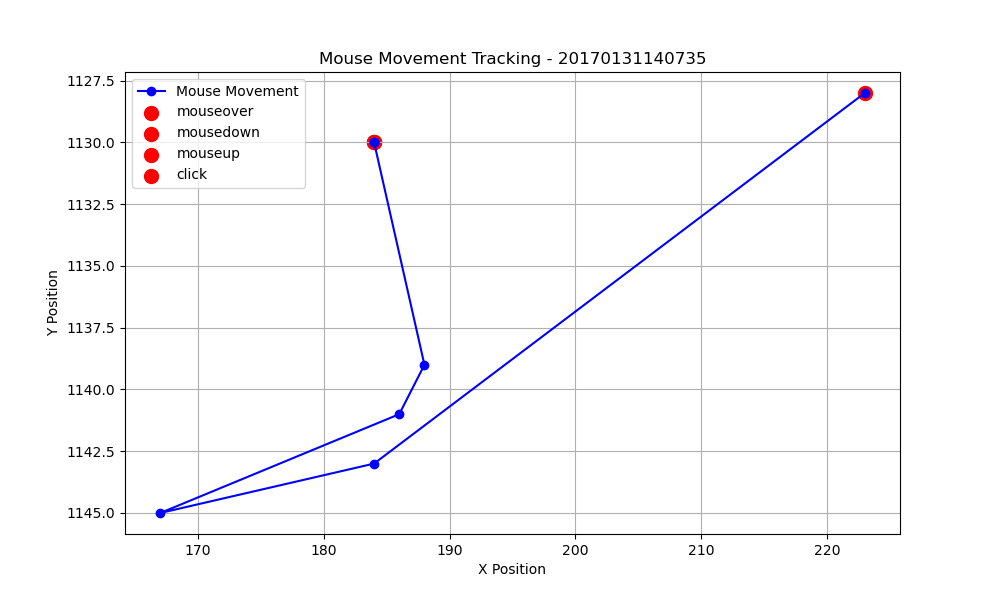 Mouse Movement Tracking - 20170131140735
Mouse Movement
mouseover
mousedown
mouseup
click
Y Position
1127.5
1130.0
1132.5
1135.0
1137.5
1140.0
1142.5
1145.0
170 180 190 200 210 220
X Position